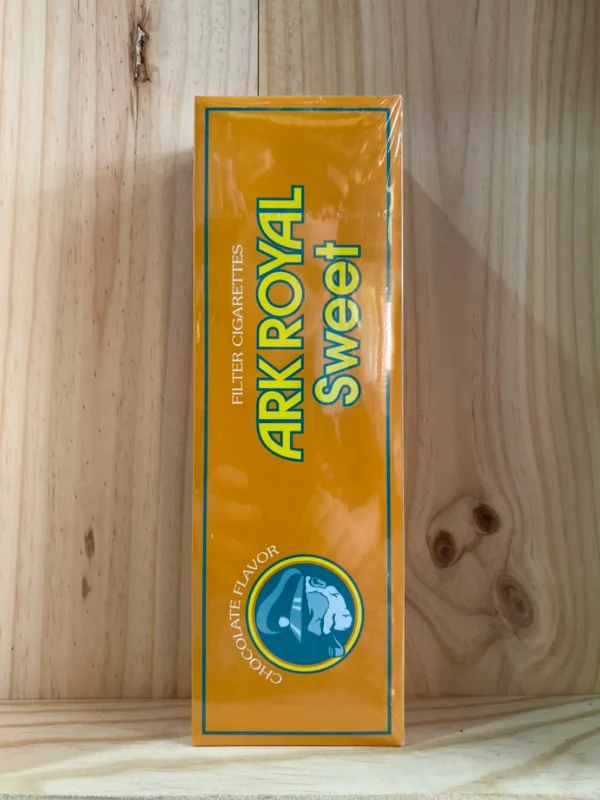 FILTER CIGARETTES
ARK ROYAL
Sweet
CHOCOLATE FLAVOR